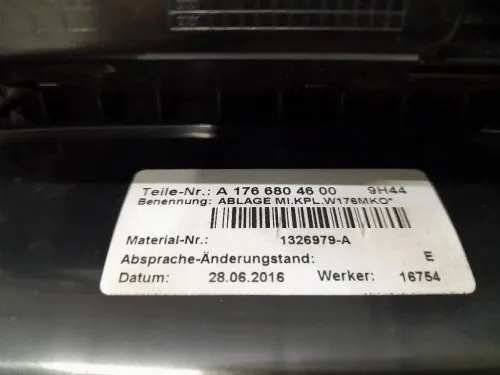 Teile-Nr.: A 176 680 46 00 9H44
Benennung: ABLAGE MI.KPL.W176MKO*
Material-Nr.: 1326979-A
Absprache-Änderungstand: E
Datum: 28.06.2016 Werker: 16754